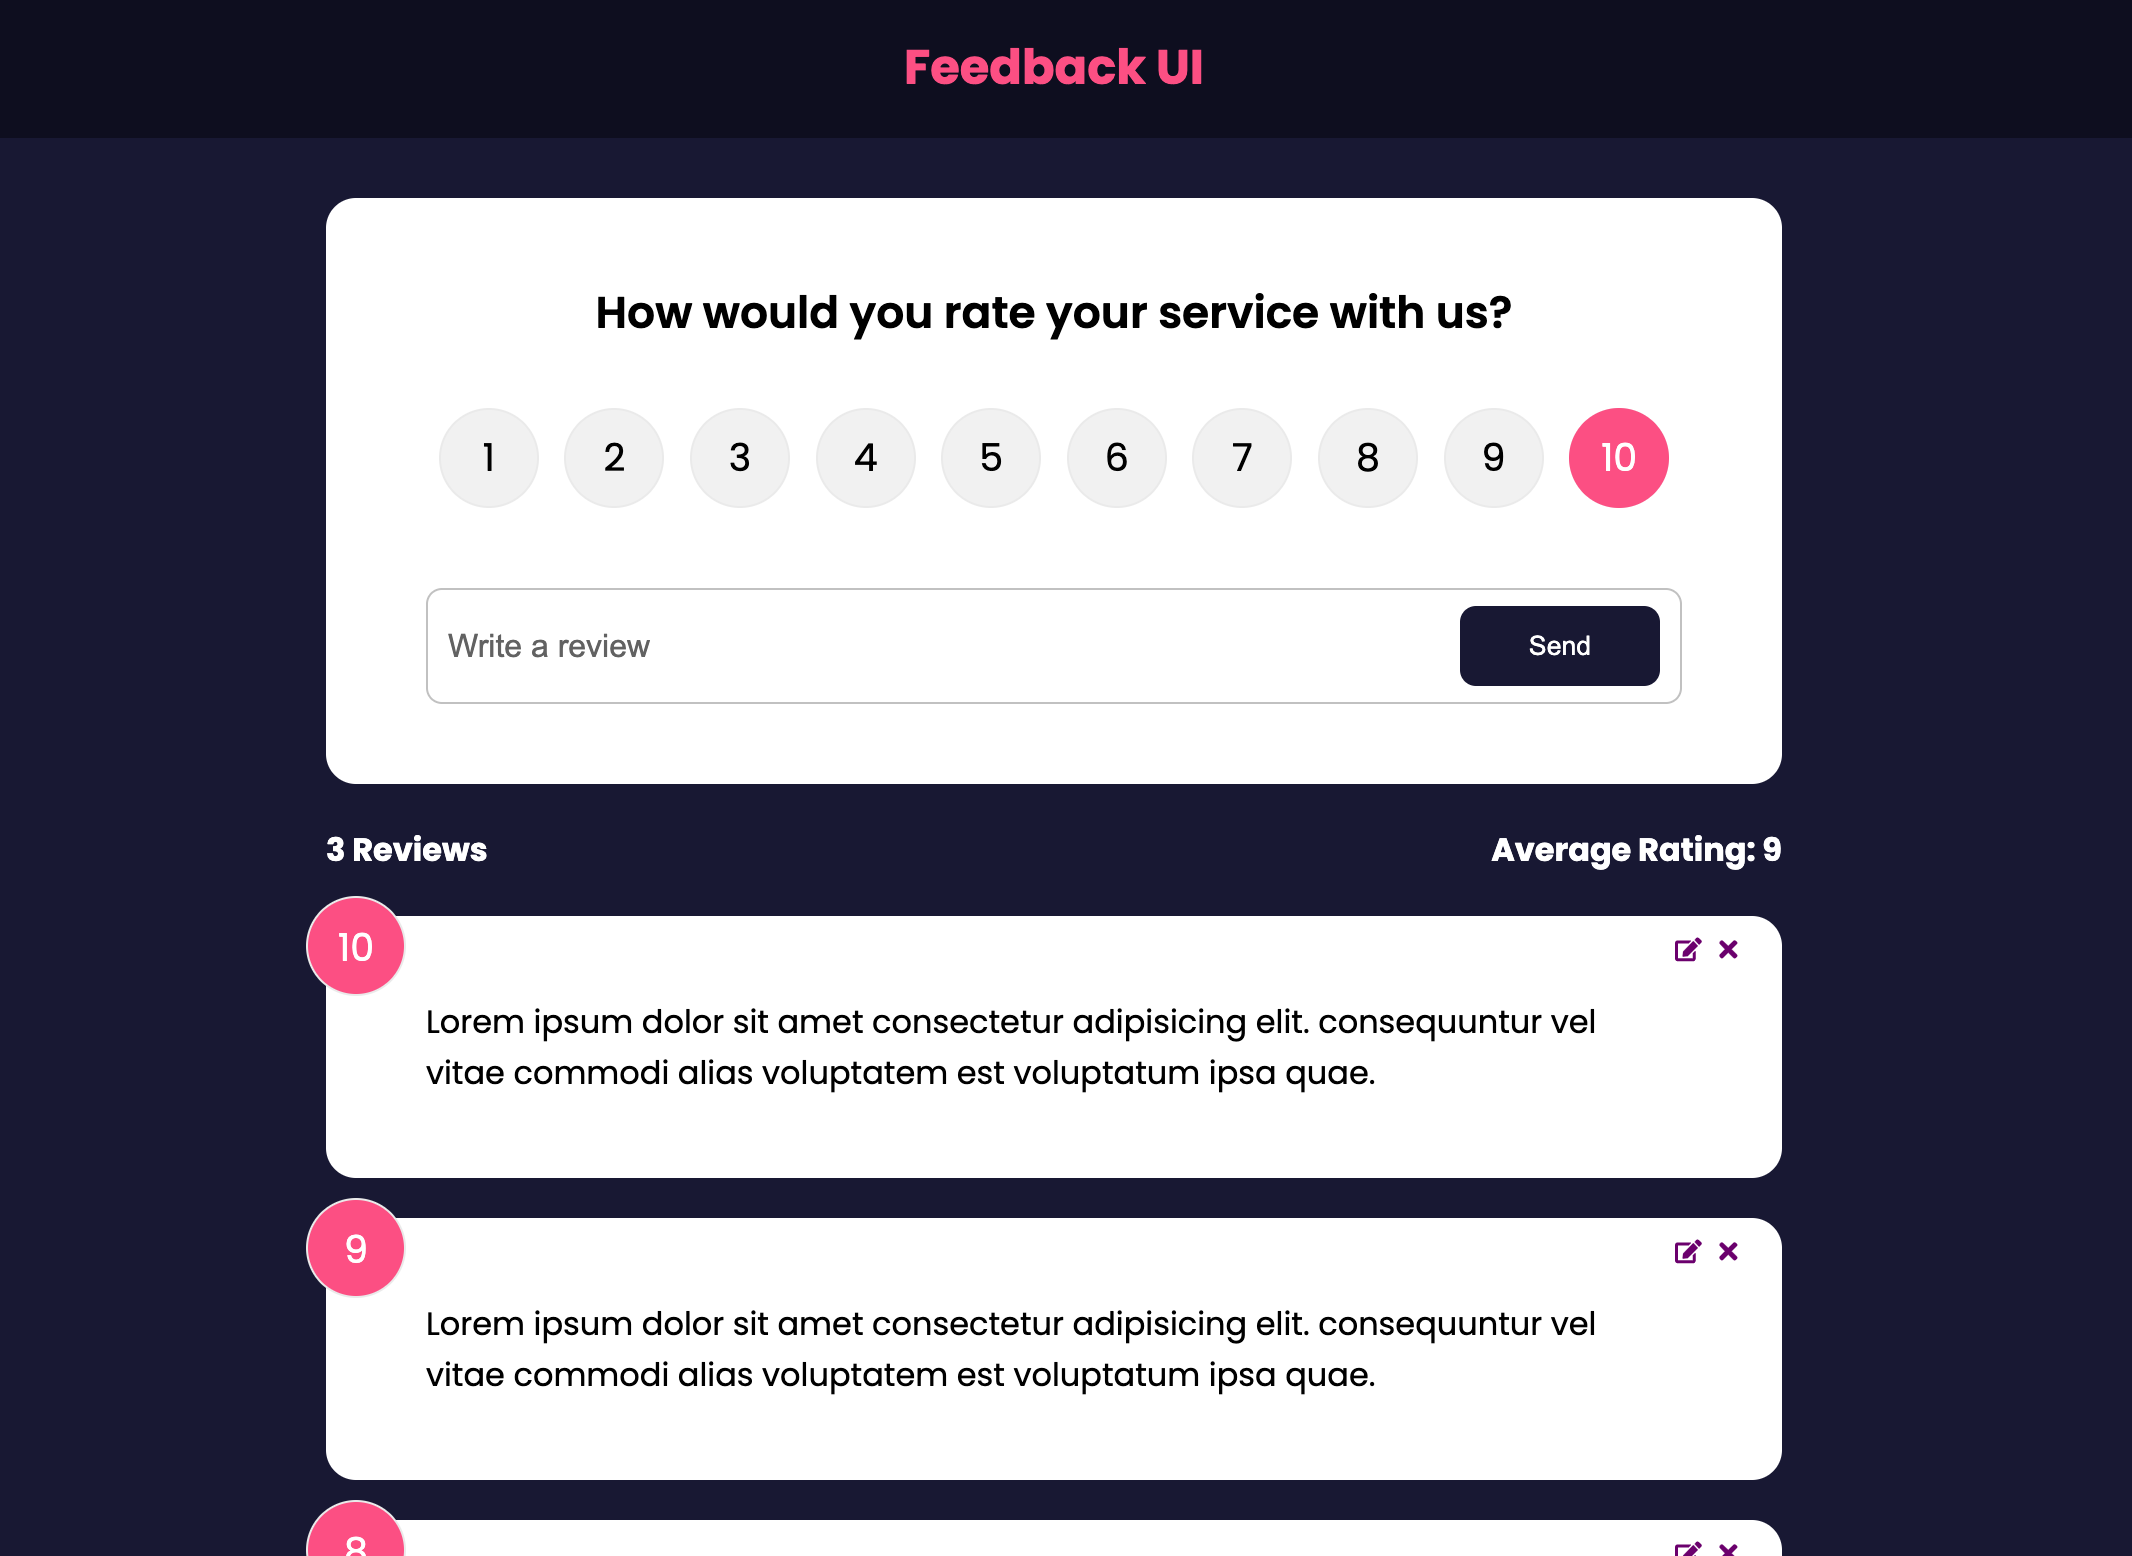 Feedback UI
How would you rate your service with us?
1 2 3 4 5 6 7 8 9 10
Write a review
Send
3 Reviews
Average Rating: 9
10
Lorem ipsum dolor sit amet consectetur adipisicing elit. consequuntur vel
vitae commodi alias voluptatem est voluptatum ipsa quae.
9
Lorem ipsum dolor sit amet consectetur adipisicing elit. consequuntur vel
vitae commodi alias voluptatem est voluptatum ipsa quae.
8